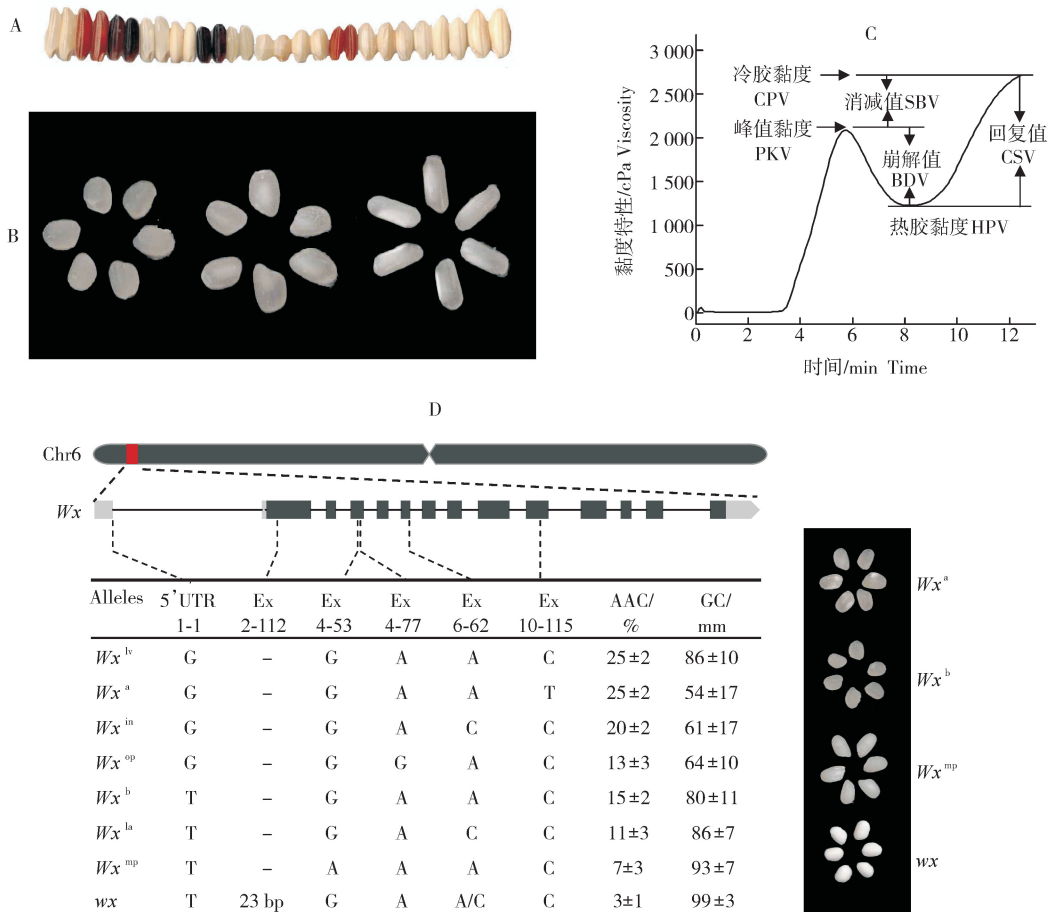 A
B
C
3 000
2 500
2 000
1 500
1 000
500
0
黏度特性/cPa Viscosity
0 2 4 6 8 10 12
时间/min Time
冷胶黏度
CPV
消减值SBV
峰值黏度
PKV
崩解值
BDV
回复值
CSV
热胶黏度HPV
D
Chr6
Wx
Alleles 5’UTR Ex Ex Ex Ex Ex AAC/ GC/
1-1 2-112 4-53 4-77 6-62 10-115 % mm
Wx lv G – G A A C 25±2 86±10
Wx a G – G A A T 25±2 54±17
Wx in G – G A C C 20±2 61±17
Wx op G – G G A C 13±3 64±10
Wx b T – G A A C 15±2 80±11
Wx la T – G A C C 11±3 86±7
Wx mp T – A A A C 7±3 93±7
wx T 23 bp G A A/C C 3±1 99±3
Wx a
Wx b
Wx mp
wx